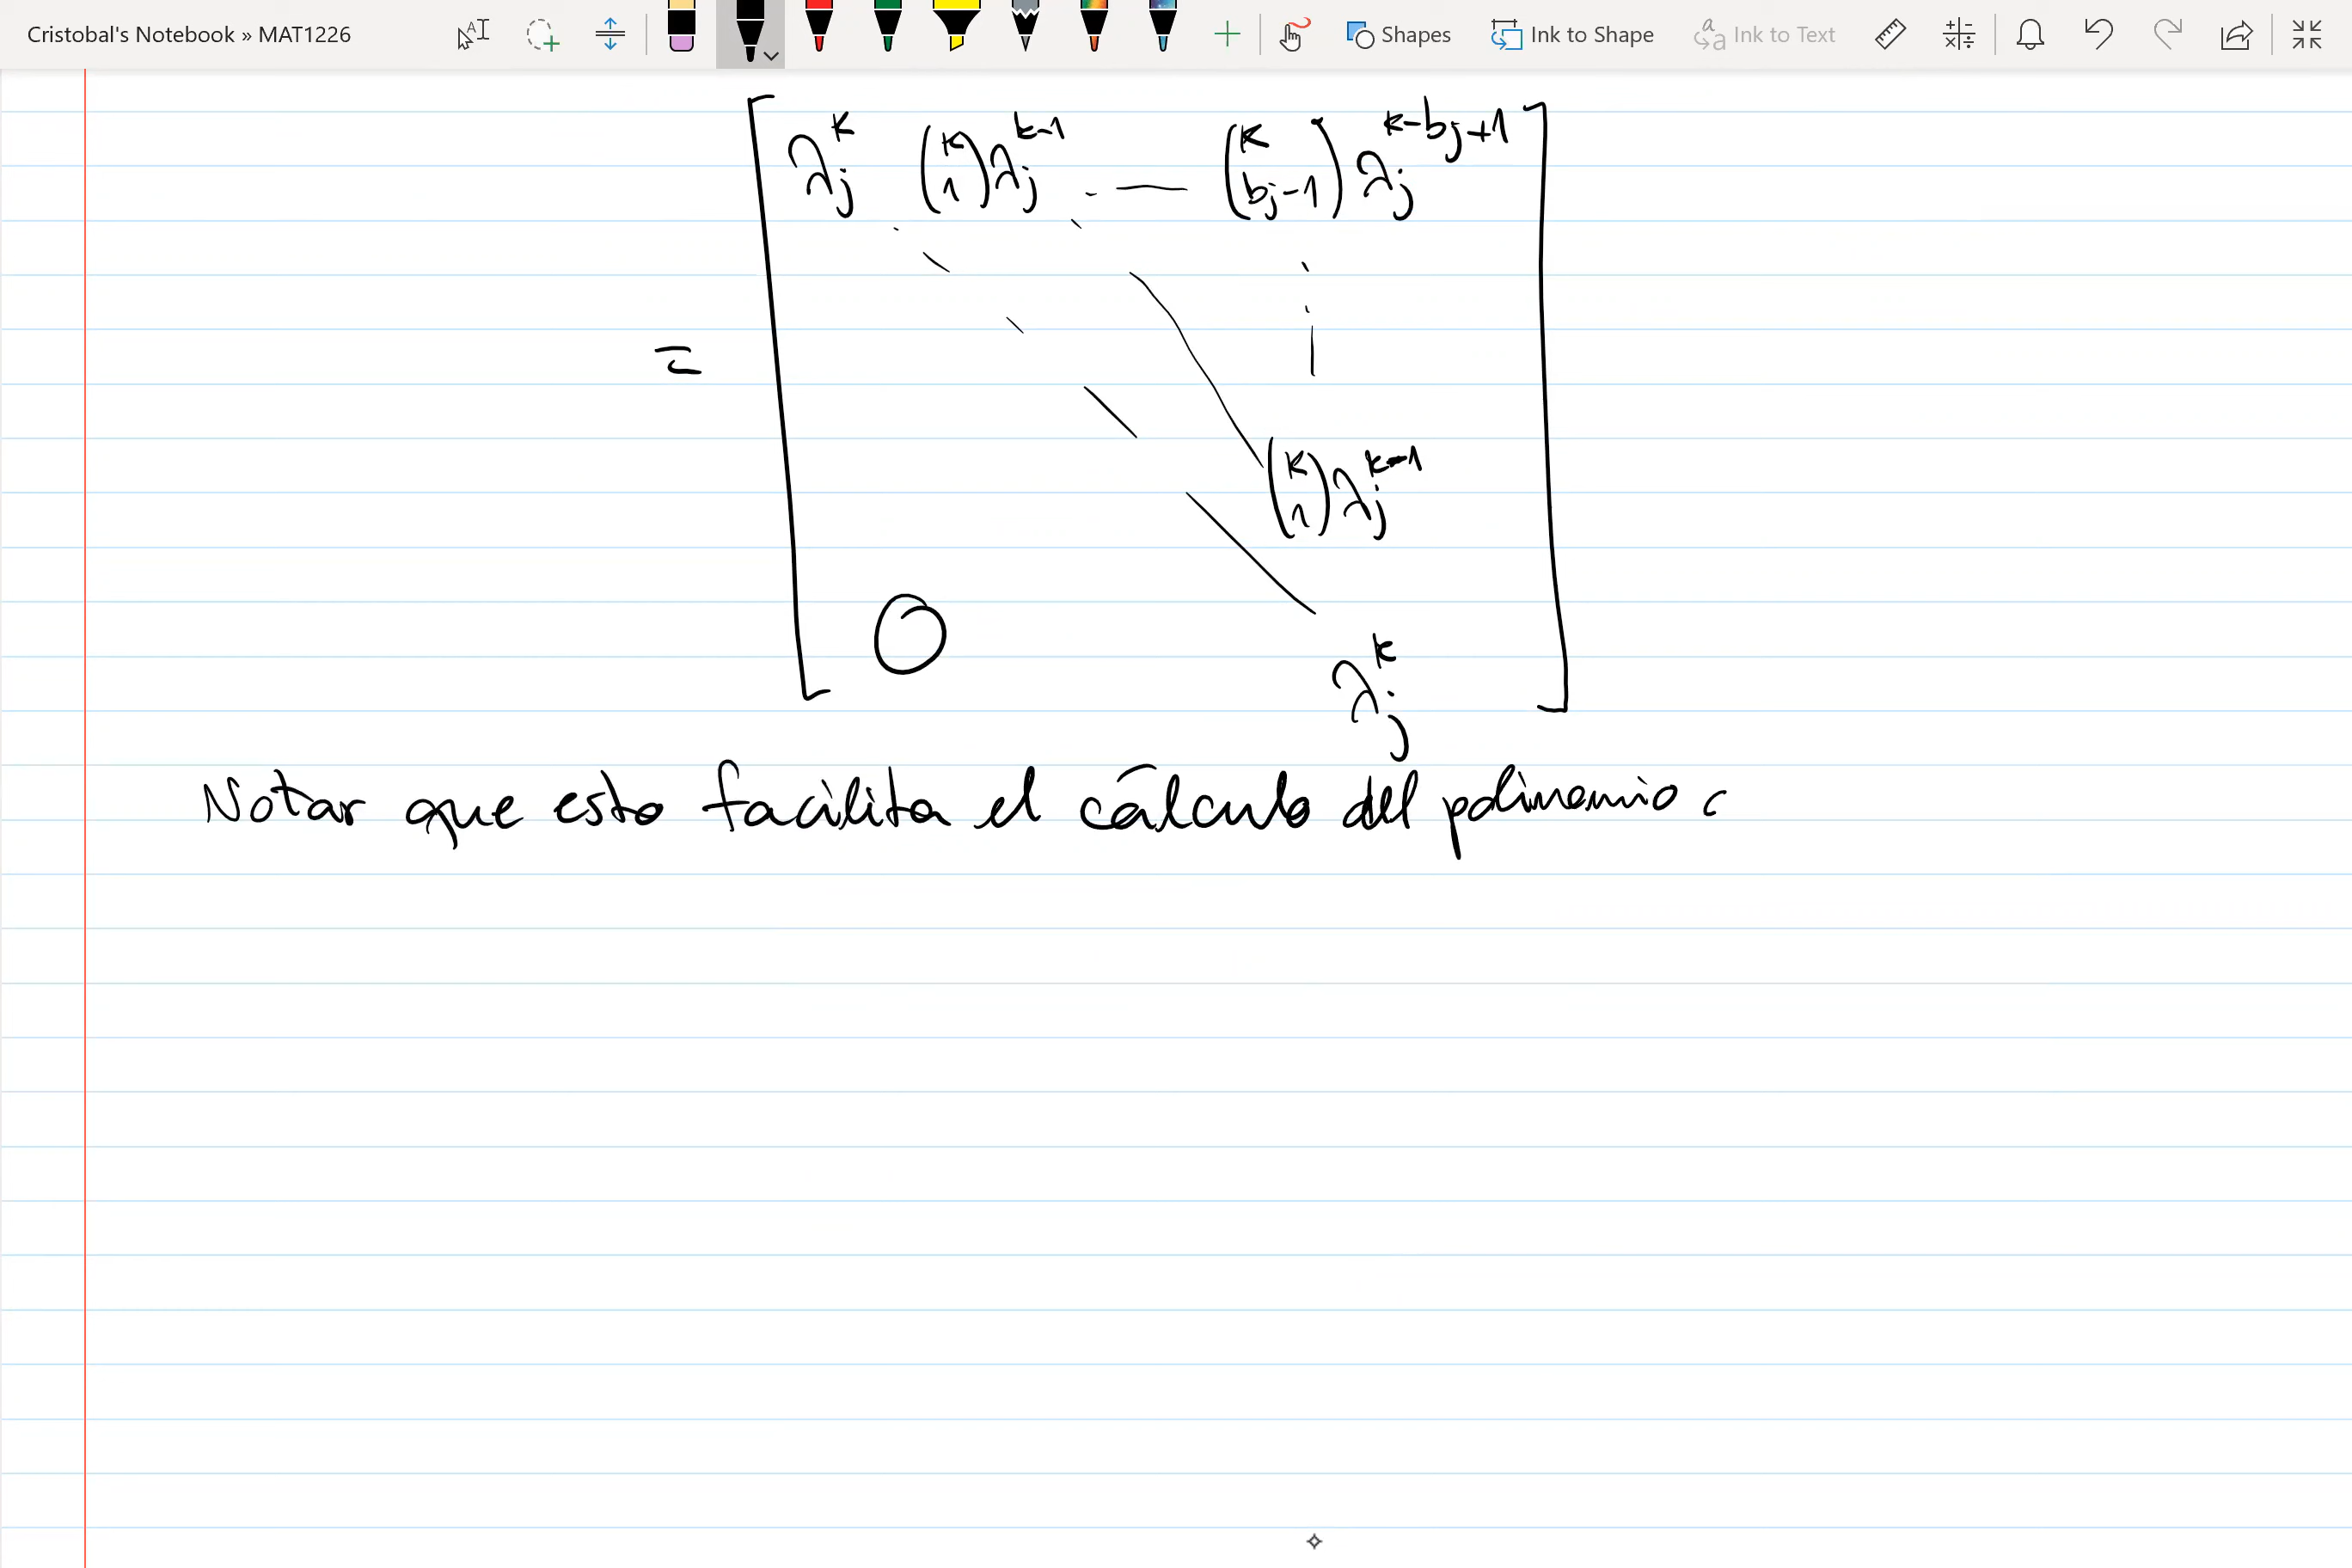 Cristobal's Notebook » MAT1226 Shapes Ink to Shape Ink to Text
λ_j^k (k 1) λ_j^{k-1} . — (k b_j-1) λ_j^{k-b_j+1}
=
(k 1) λ_j^{k-1}
0
λ_j^k
Notar que esto facilita el cálculo del polinomio c